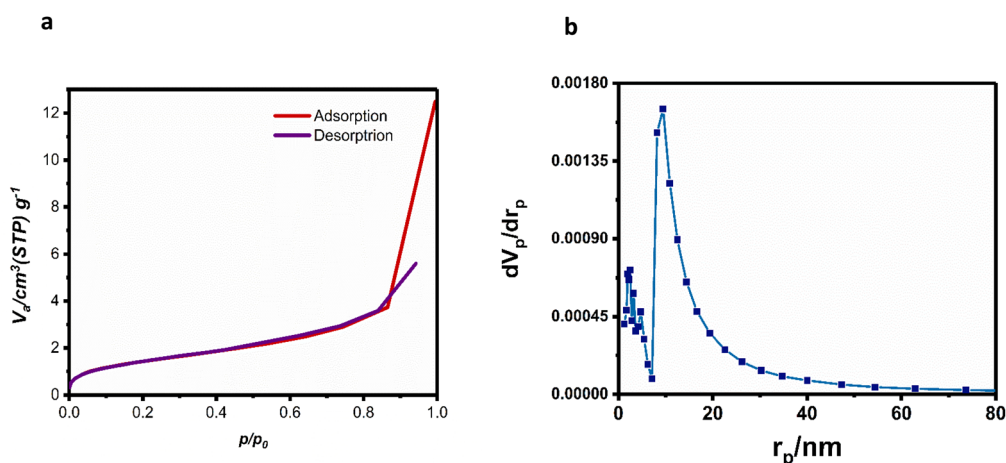 a
12
10
8
6
4
2
0
0.0 0.2 0.4 0.6 0.8 1.0
Adsorption
Desorptrion
Vₐ/cm³(STP) g⁻¹
p/p₀
b
0.00180
0.00135
0.00090
0.00045
0.00000
0 20 40 60 80
dVₚ/drₚ
rₚ/nm